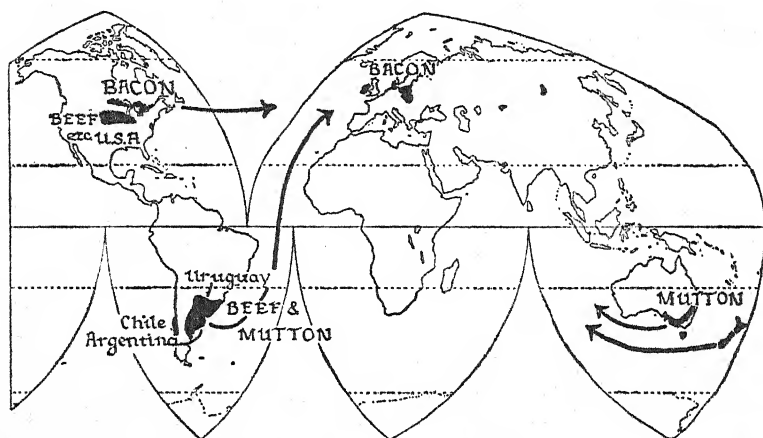 BACON
BEEF
etc. U.S.A
BACON
Uruguay
BEEF &
MUTTON
Chile
Argentina
MUTTON